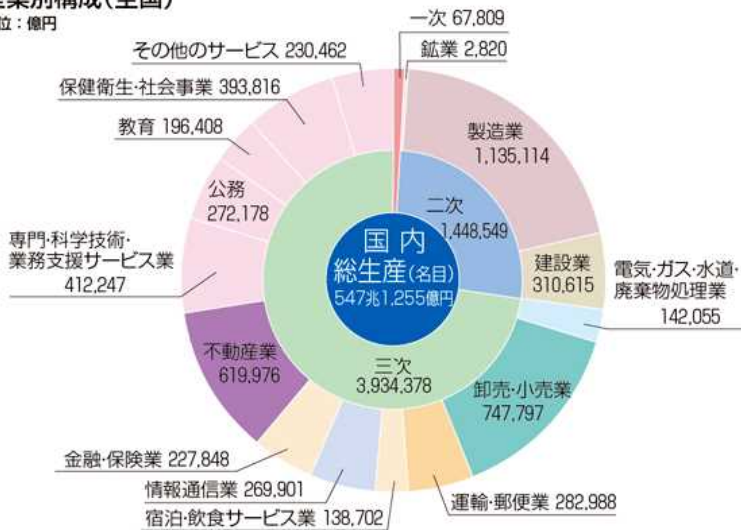 業別構成(全国)
位：億円
一次 67,809
鉱業 2,820
製造業
1,135,114
二次
1,448,549
建設業
310,615
電気・ガス・水道・
廃棄物処理業
142,055
卸売・小売業
747,797
運輸・郵便業 282,988
宿泊・飲食サービス業 138,702
情報通信業 269,901
金融・保険業 227,848
不動産業
619,976
専門・科学技術・
業務支援サービス業
412,247
公務
272,178
教育 196,408
保健衛生・社会事業 393,816
その他のサービス 230,462
三次
3,934,378
国内
総生産(名目)
547兆1,255億円